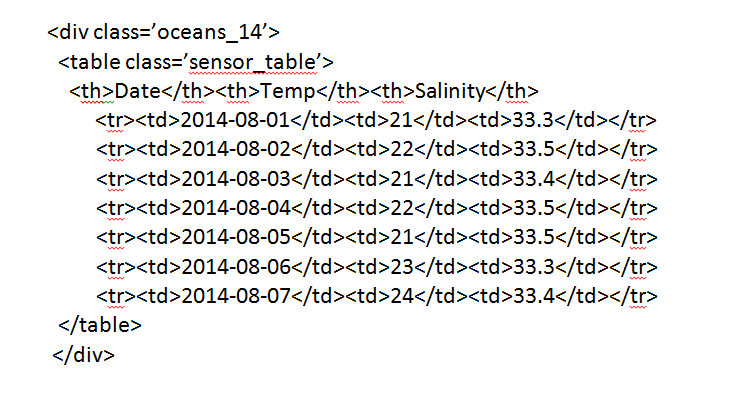 <div class=’oceans_14’>
<table class=’sensor_table’>
<th>Date</th><th>Temp</th><th>Salinity</th>
<tr><td>2014-08-01</td><td>21</td><td>33.3</td></tr>
<tr><td>2014-08-02</td><td>22</td><td>33.5</td></tr>
<tr><td>2014-08-03</td><td>21</td><td>33.4</td></tr>
<tr><td>2014-08-04</td><td>22</td><td>33.5</td></tr>
<tr><td>2014-08-05</td><td>21</td><td>33.5</td></tr>
<tr><td>2014-08-06</td><td>23</td><td>33.3</td></tr>
<tr><td>2014-08-07</td><td>24</td><td>33.4</td></tr>
</table>
</div>